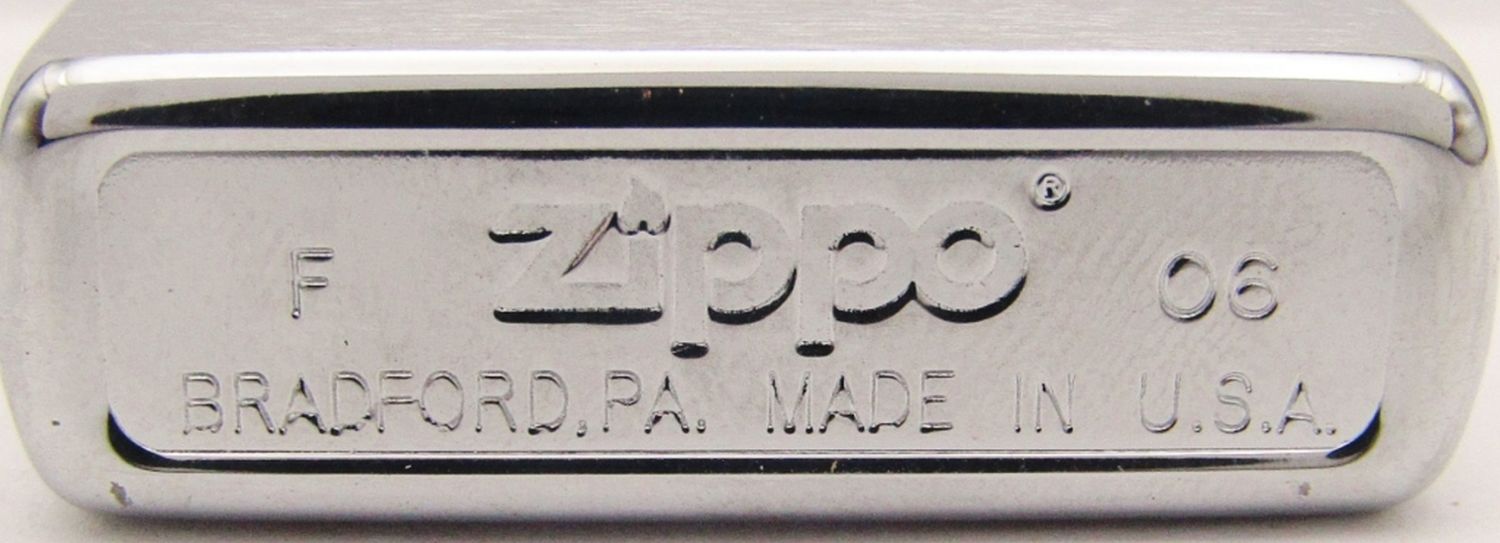 F Zippo® 06
BRADFORD,PA. MADE IN U.S.A.